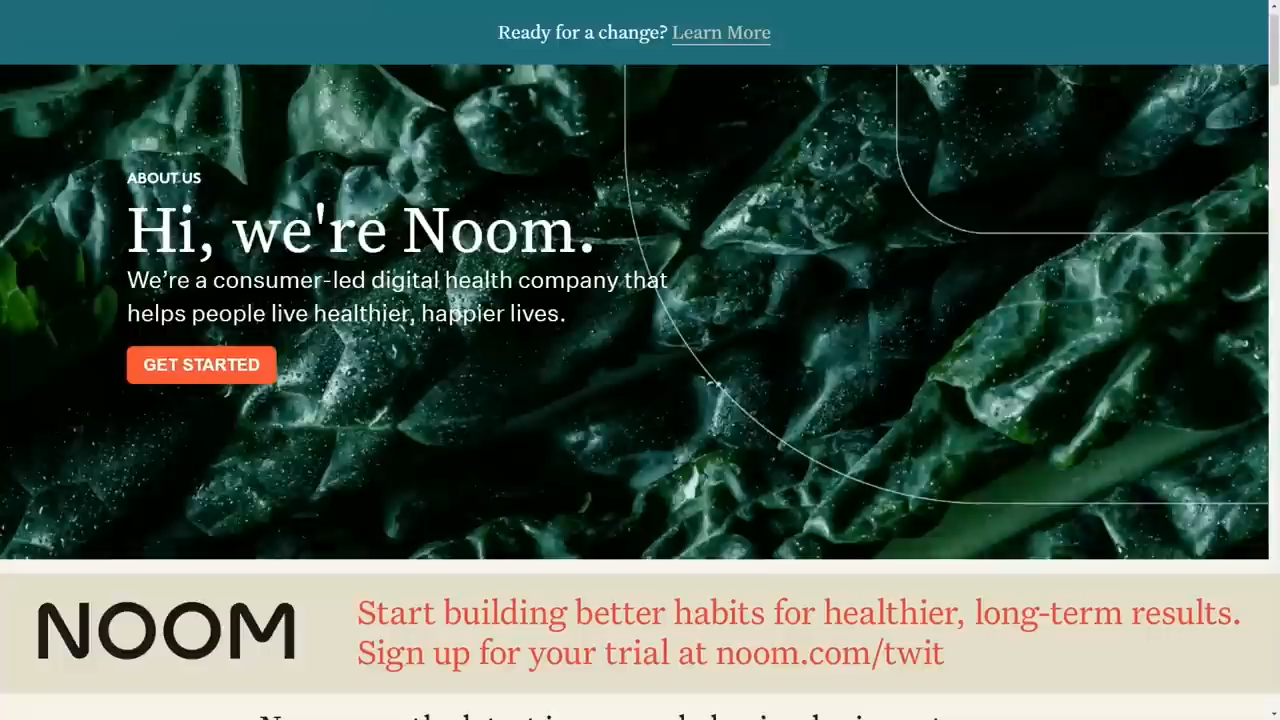 Ready for a change? Learn More
ABOUT US
Hi, we're Noom.
We’re a consumer-led digital health company that
helps people live healthier, happier lives.
GET STARTED
NOOM
Start building better habits for healthier, long-term results.
Sign up for your trial at noom.com/twit